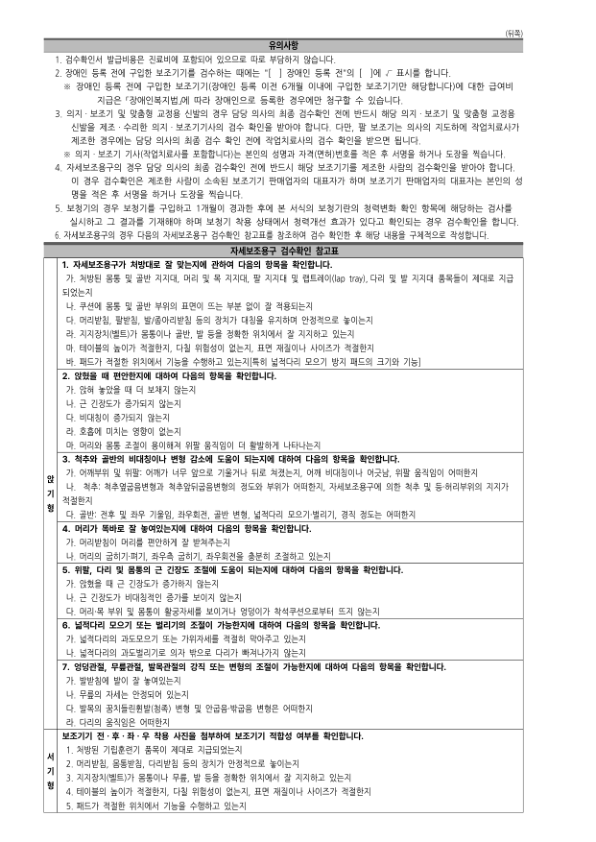 (뒤쪽)
유의사항
1. 검수확인서 발급비용은 진료비에 포함되어 있으므로 따로 부담하지 않습니다.
2. 장애인 등록 전에 구입한 보조기기를 검수하는 때에는 "[  ] 장애인 등록 전"의 [  ]에 √ 표시를 합니다.
※ 장애인 등록 전에 구입한 보조기기(장애인 등록 이전 6개월 이내에 구입한 보조기기만 해당합니다)에 대한 급여비
지급은 「장애인복지법」에 따라 장애인으로 등록한 경우에만 청구할 수 있습니다.
3. 의지ㆍ보조기 및 맞춤형 교정용 신발의 경우 담당 의사의 최종 검수확인 전에 반드시 해당 의지ㆍ보조기 및 맞춤형 교정용
신발을 제조ㆍ수리한 의지ㆍ보조기기사의 검수 확인을 받아야 합니다. 다만, 팔 보조기는 의사의 지도하에 작업치료사가
제조한 경우에는 담당 의사의 최종 검수 확인 전에 작업치료사의 검수 확인을 받으면 됩니다.
※ 의지ㆍ보조기 기사(작업치료사를 포함합니다)는 본인의 성명과 자격(면허)번호를 적은 후 서명을 하거나 도장을 찍습니다.
4. 자세보조용구의 경우 담당 의사의 최종 검수확인 전에 반드시 해당 보조기기를 제조한 사람의 검수확인을 받아야 합니다.
이 경우 검수확인은 제조한 사람이 소속된 보조기기 판매업자의 대표자가 하며 보조기기 판매업자의 대표자는 본인의 성
명을 적은 후 서명을 하거나 도장을 찍습니다.
5. 보청기의 경우 보청기를 구입하고 1개월이 경과한 후에 본 서식의 보청기란의 청력변화 확인 항목에 해당하는 검사를
실시하고 그 결과를 기재해야 하며 보청기 착용 상태에서 청력개선 효과가 있다고 확인되는 경우 검수확인을 합니다.
6. 자세보조용구의 경우 다음의 자세보조용구 검수확인 참고표를 참조하여 검수 확인한 후 해당 내용을 구체적으로 작성합니다.
자세보조용구 검수확인 참고표
앉기형
1. 자세보조용구가 처방대로 잘 맞는지에 관하여 다음의 항목을 확인합니다.
가. 처방된 몸통 및 골반 지지대, 머리 및 목 지지대, 팔 지지대 및 랩트레이(lap tray), 다리 및 발 지지대 품목들이 제대로 지급
되었는지
나. 쿠션에 몸통 및 골반 부위의 표면이 뜨는 부분 없이 잘 적용되는지
다. 머리받침, 팔받침, 발/종아리받침 등의 장치가 대칭을 유지하며 안정적으로 놓이는지
라. 지지장치(벨트)가 몸통이나 골반, 발 등을 정확한 위치에서 잘 지지하고 있는지
마. 테이블의 높이가 적절한지, 다칠 위험성이 없는지, 표면 재질이나 사이즈가 적절한지
바. 패드가 적절한 위치에서 기능을 수행하고 있는지[특히 넓적다리 모으기 방지 패드의 크기와 기능]
2. 앉혔을 때 편안한지에 대하여 다음의 항목을 확인합니다.
가. 앉혀 놓았을 때 더 보채지 않는지
나. 근 긴장도가 증가되지 않는지
다. 비대칭이 증가되지 않는지
라. 호흡에 미치는 영향이 없는지
마. 머리와 몸통 조절이 용이해져 위팔 움직임이 더 활발하게 나타나는지
3. 척추와 골반의 비대칭이나 변형 감소에 도움이 되는지에 대하여 다음의 항목을 확인합니다.
가. 어깨부위 및 위팔: 어깨가 너무 앞으로 기울거나 뒤로 쳐졌는지, 어깨 비대칭이나 어긋남, 위팔 움직임이 어떠한지
나. 척추: 척추옆굽음변형과 척추앞뒤굽음변형의 정도와 부위가 어떠한지, 자세보조용구에 의한 척추 및 등·허리부위의 지지가
적절한지
다. 골반: 전후 및 좌우 기울임, 좌우회전, 골반 변형, 넓적다리 모으기·벌리기, 경직 정도는 어떠한지
4. 머리가 똑바로 잘 놓여있는지에 대하여 다음의 항목을 확인합니다.
가. 머리받침이 머리를 편안하게 잘 받쳐주는지
나. 머리의 굽히기·펴기, 좌우측 굽히기, 좌우회전을 충분히 조절하고 있는지
5. 위팔, 다리 및 몸통의 근 긴장도 조절에 도움이 되는지에 대하여 다음의 항목을 확인합니다.
가. 앉혔을 때 근 긴장도가 증가하지 않는지
나. 근 긴장도가 비대칭적인 증가를 보이지 않는지
다. 머리·목 부위 및 몸통이 활궁자세를 보이거나 엉덩이가 착석쿠션으로부터 뜨지 않는지
6. 넓적다리 모으기 또는 벌리기의 조절이 가능한지에 대하여 다음의 항목을 확인합니다.
가. 넓적다리의 과도모으기 또는 가위자세를 적절히 막아주고 있는지
나. 넓적다리의 과도벌리기로 의자 밖으로 다리가 빠져나가지 않는지
7. 엉덩관절, 무릎관절, 발목관절의 강직 또는 변형의 조절이 가능한지에 대하여 다음의 항목을 확인합니다.
가. 발받침에 발이 잘 놓여있는지
나. 무릎의 자세는 안정되어 있는지
다. 발목의 꿈치들린휜발(첨족) 변형 및 안굽음·밖굽음 변형은 어떠한지
라. 다리의 움직임은 어떠한지
서기형
보조기기 전ㆍ후ㆍ좌ㆍ우 착용 사진을 첨부하여 보조기기 적합성 여부를 확인합니다.
1. 처방된 기립훈련기 품목이 제대로 지급되었는지
2. 머리받침, 몸통받침, 다리받침 등의 장치가 안정적으로 놓이는지
3. 지지장치(벨트)가 몸통이나 무릎, 발 등을 정확한 위치에서 잘 지지하고 있는지
4. 테이블의 높이가 적절한지, 다칠 위험성이 없는지, 표면 재질이나 사이즈가 적절한지
5. 패드가 적절한 위치에서 기능을 수행하고 있는지